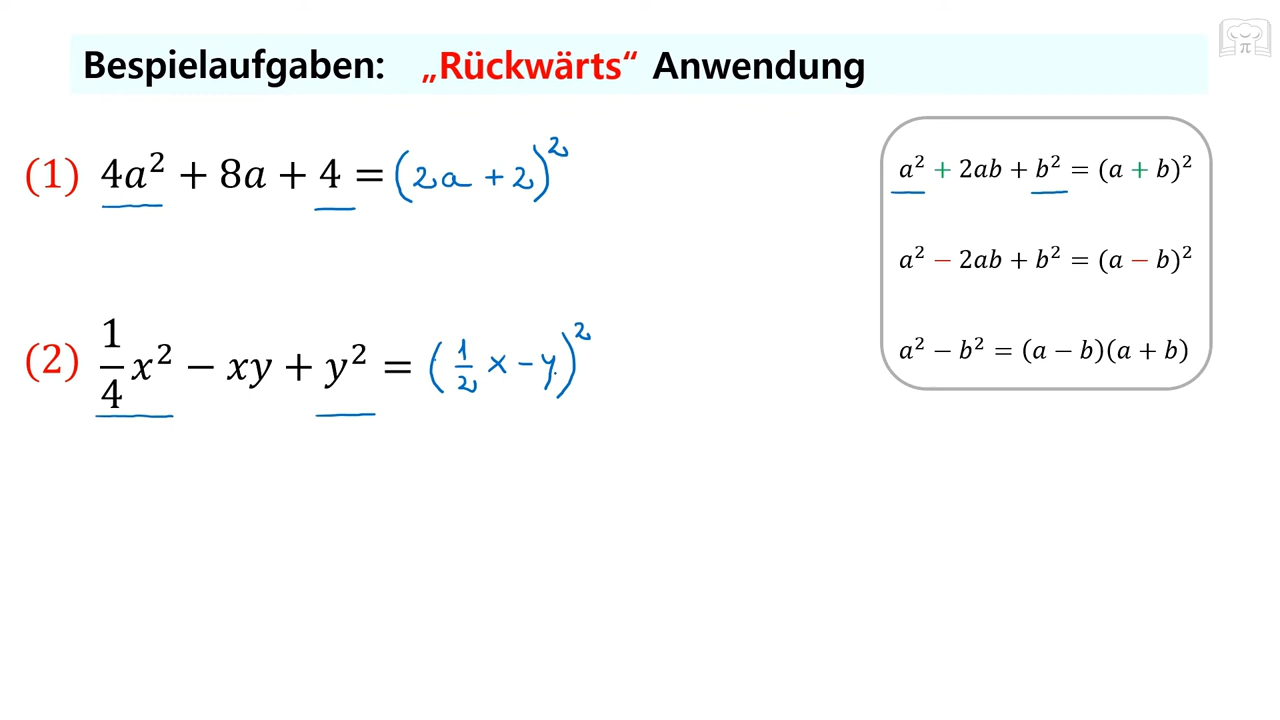 Bespielaufgaben: „Rückwärts“ Anwendung
(1) 4a² + 8a + 4 = (2a + 2)²
a² + 2ab + b² = (a + b)²
a² − 2ab + b² = (a − b)²
(2) 1/4 x² − xy + y² = (1/2 x − y)²
a² − b² = (a − b)(a + b)
π